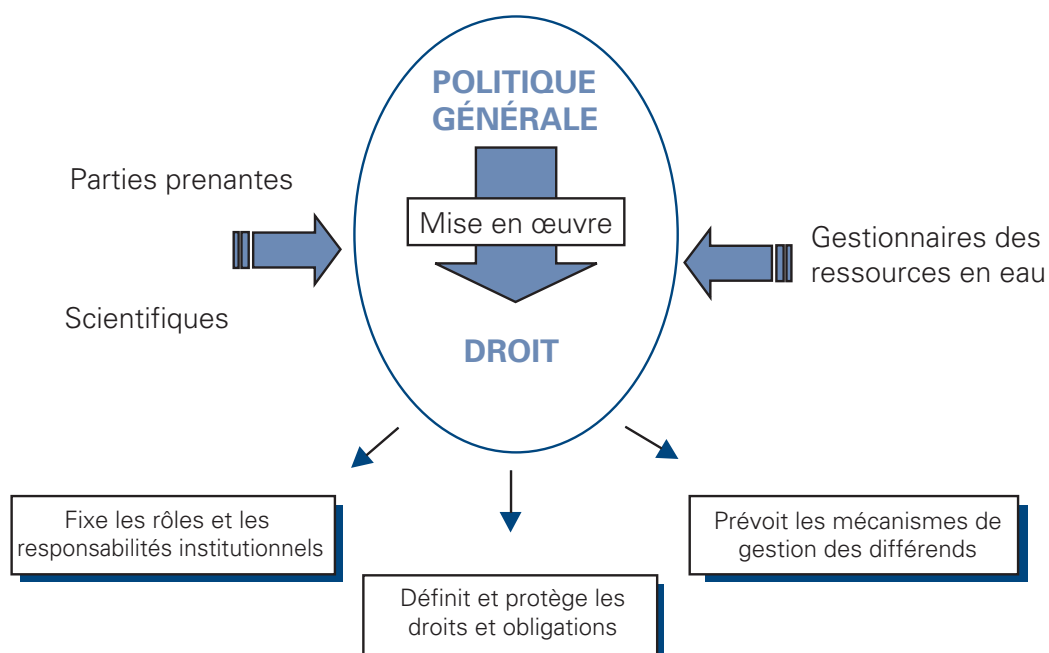 POLITIQUE
GÉNÉRALE
Parties prenantes
Mise en œuvre
Gestionnaires des
ressources en eau
Scientifiques
DROIT
Fixe les rôles et les
responsabilités institutionnels
Prévoit les mécanismes de
gestion des différends
Définit et protège les
droits et obligations